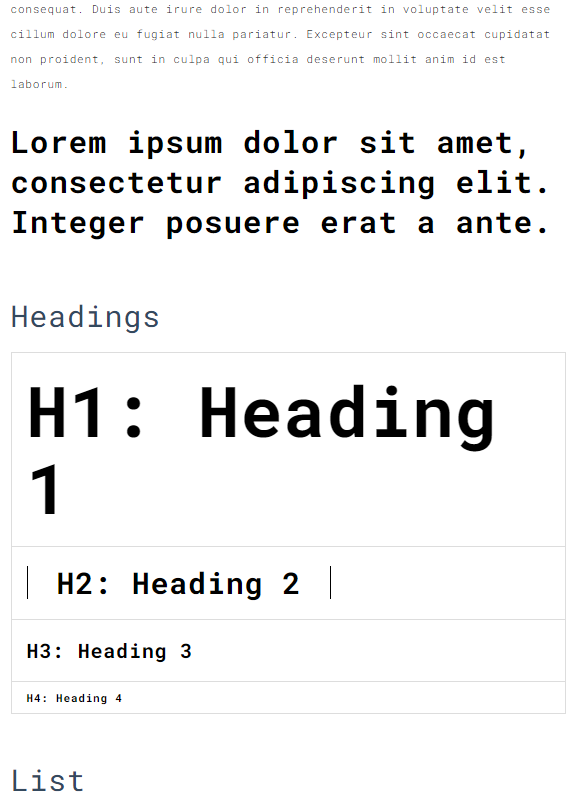 consequat. Duis aute irure dolor in reprehenderit in voluptate velit esse
cillum dolore eu fugiat nulla pariatur. Excepteur sint occaecat cupidatat
non proident, sunt in culpa qui officia deserunt mollit anim id est
laborum.
Lorem ipsum dolor sit amet,
consectetur adipiscing elit.
Integer posuere erat a ante.
Headings
H1: Heading
1
H2: Heading 2
H3: Heading 3
H4: Heading 4
List